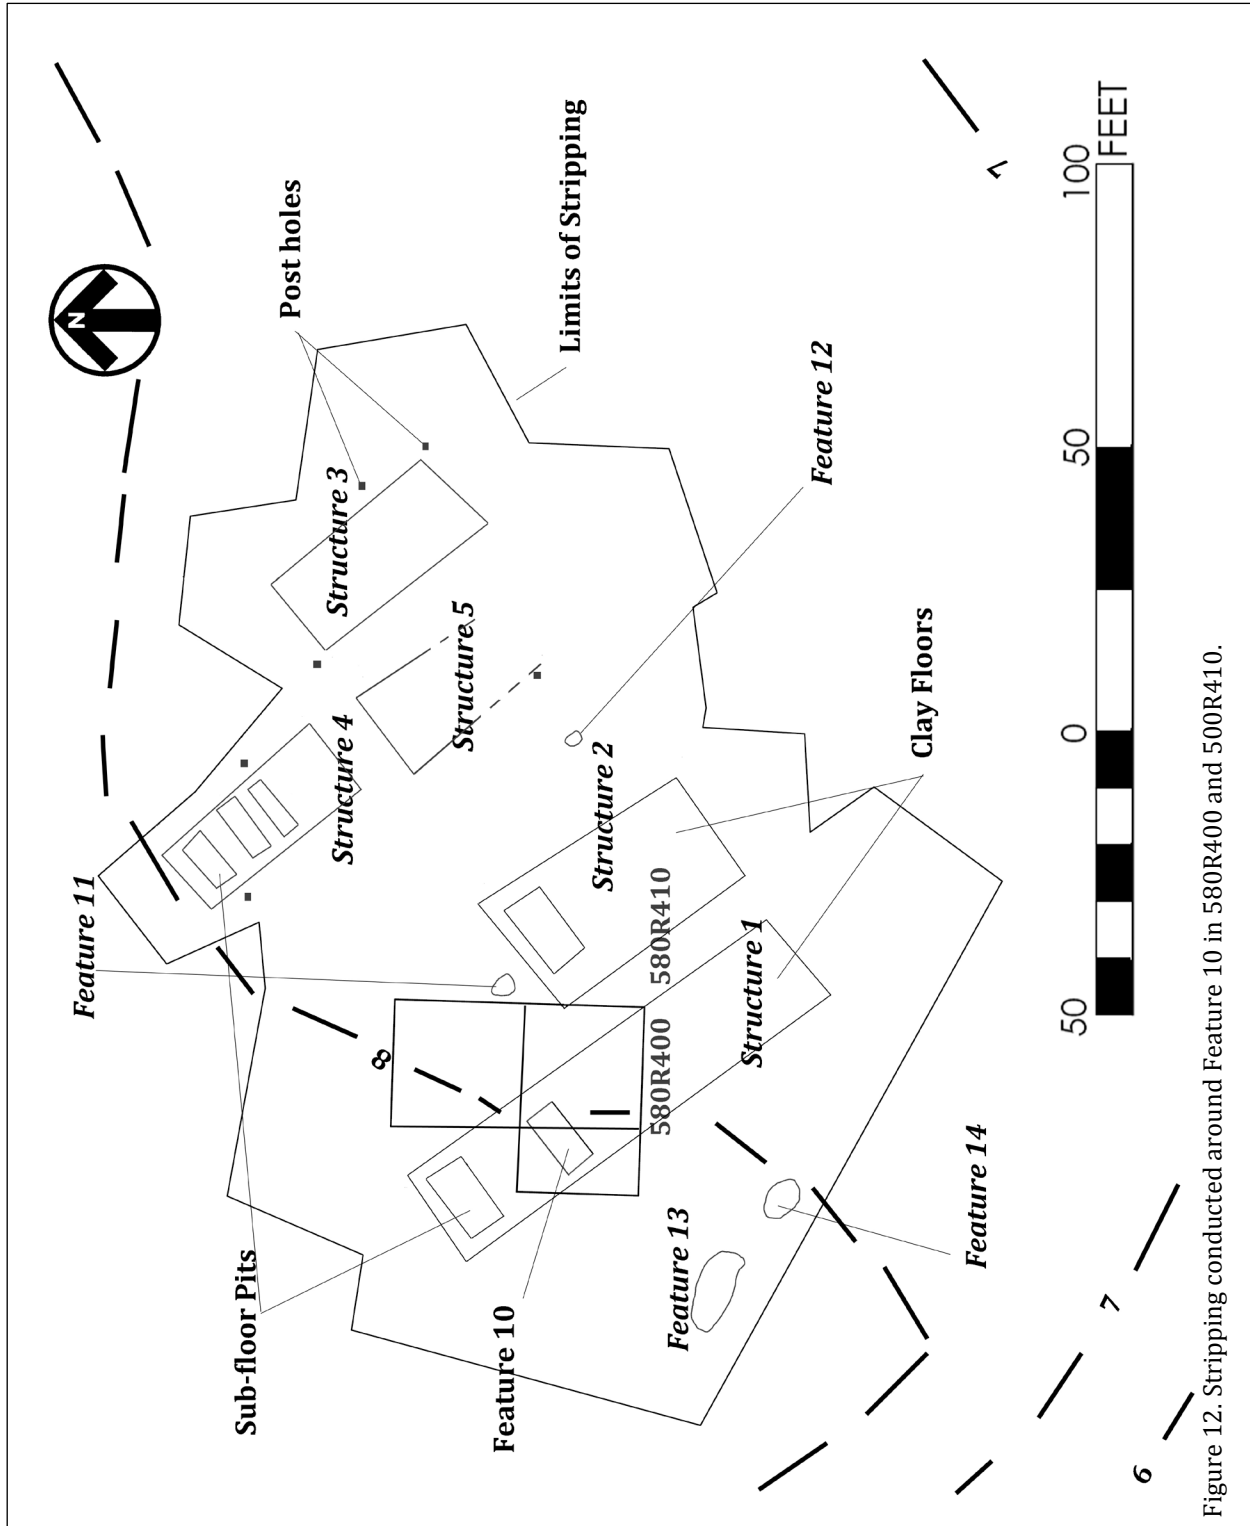 N
Post holes
Limits of Stripping
Feature 12
Structure 3
Structure 5
Structure 4
Structure 2
Feature 11
8
580R410
580R400
Structure 1
Clay Floors
Sub-floor Pits
Feature 10
Feature 13
Feature 14
7
7
6
50
0
50
100
FEET
Figure 12. Stripping conducted around Feature 10 in 580R400 and 500R410.